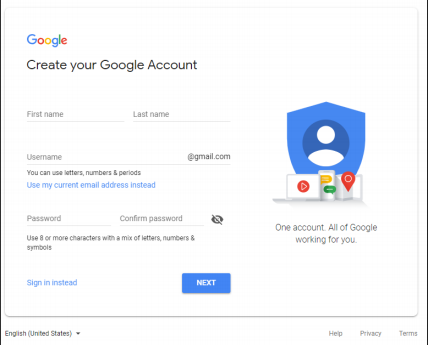 Google
Create your Google Account
First name Last name
Username @gmail.com
You can use letters, numbers & periods
Use my current email address instead
Password Confirm password
Use 8 or more characters with a mix of letters, numbers &
symbols
One account. All of Google
working for you.
Sign in instead NEXT
English (United States) Help Privacy Terms